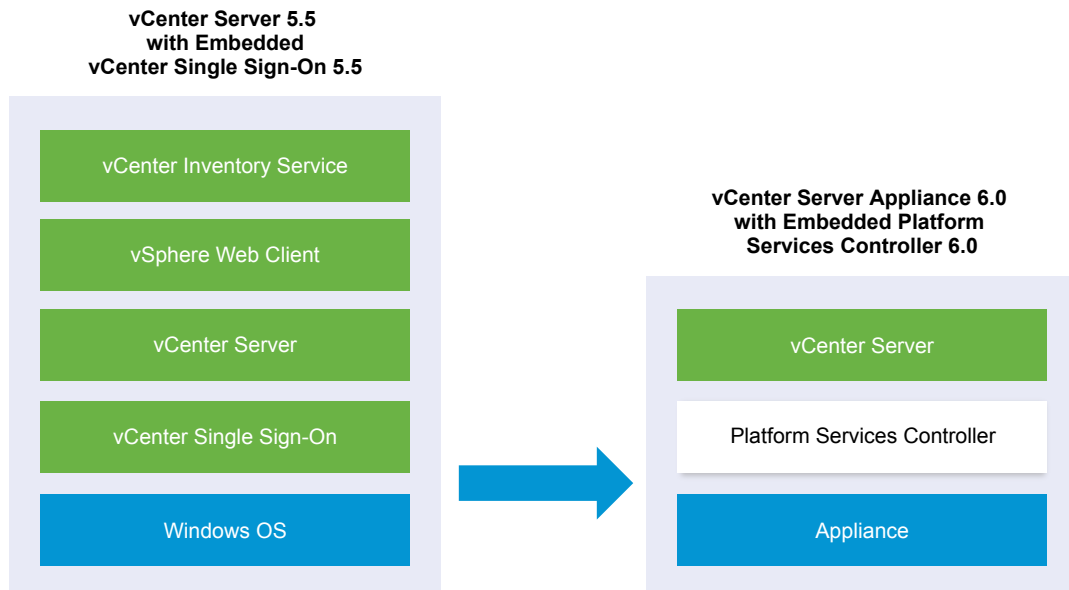 vCenter Server 5.5
with Embedded
vCenter Single Sign-On 5.5
vCenter Inventory Service
vSphere Web Client
vCenter Server
vCenter Single Sign-On
Windows OS
vCenter Server Appliance 6.0
with Embedded Platform
Services Controller 6.0
vCenter Server
Platform Services Controller
Appliance